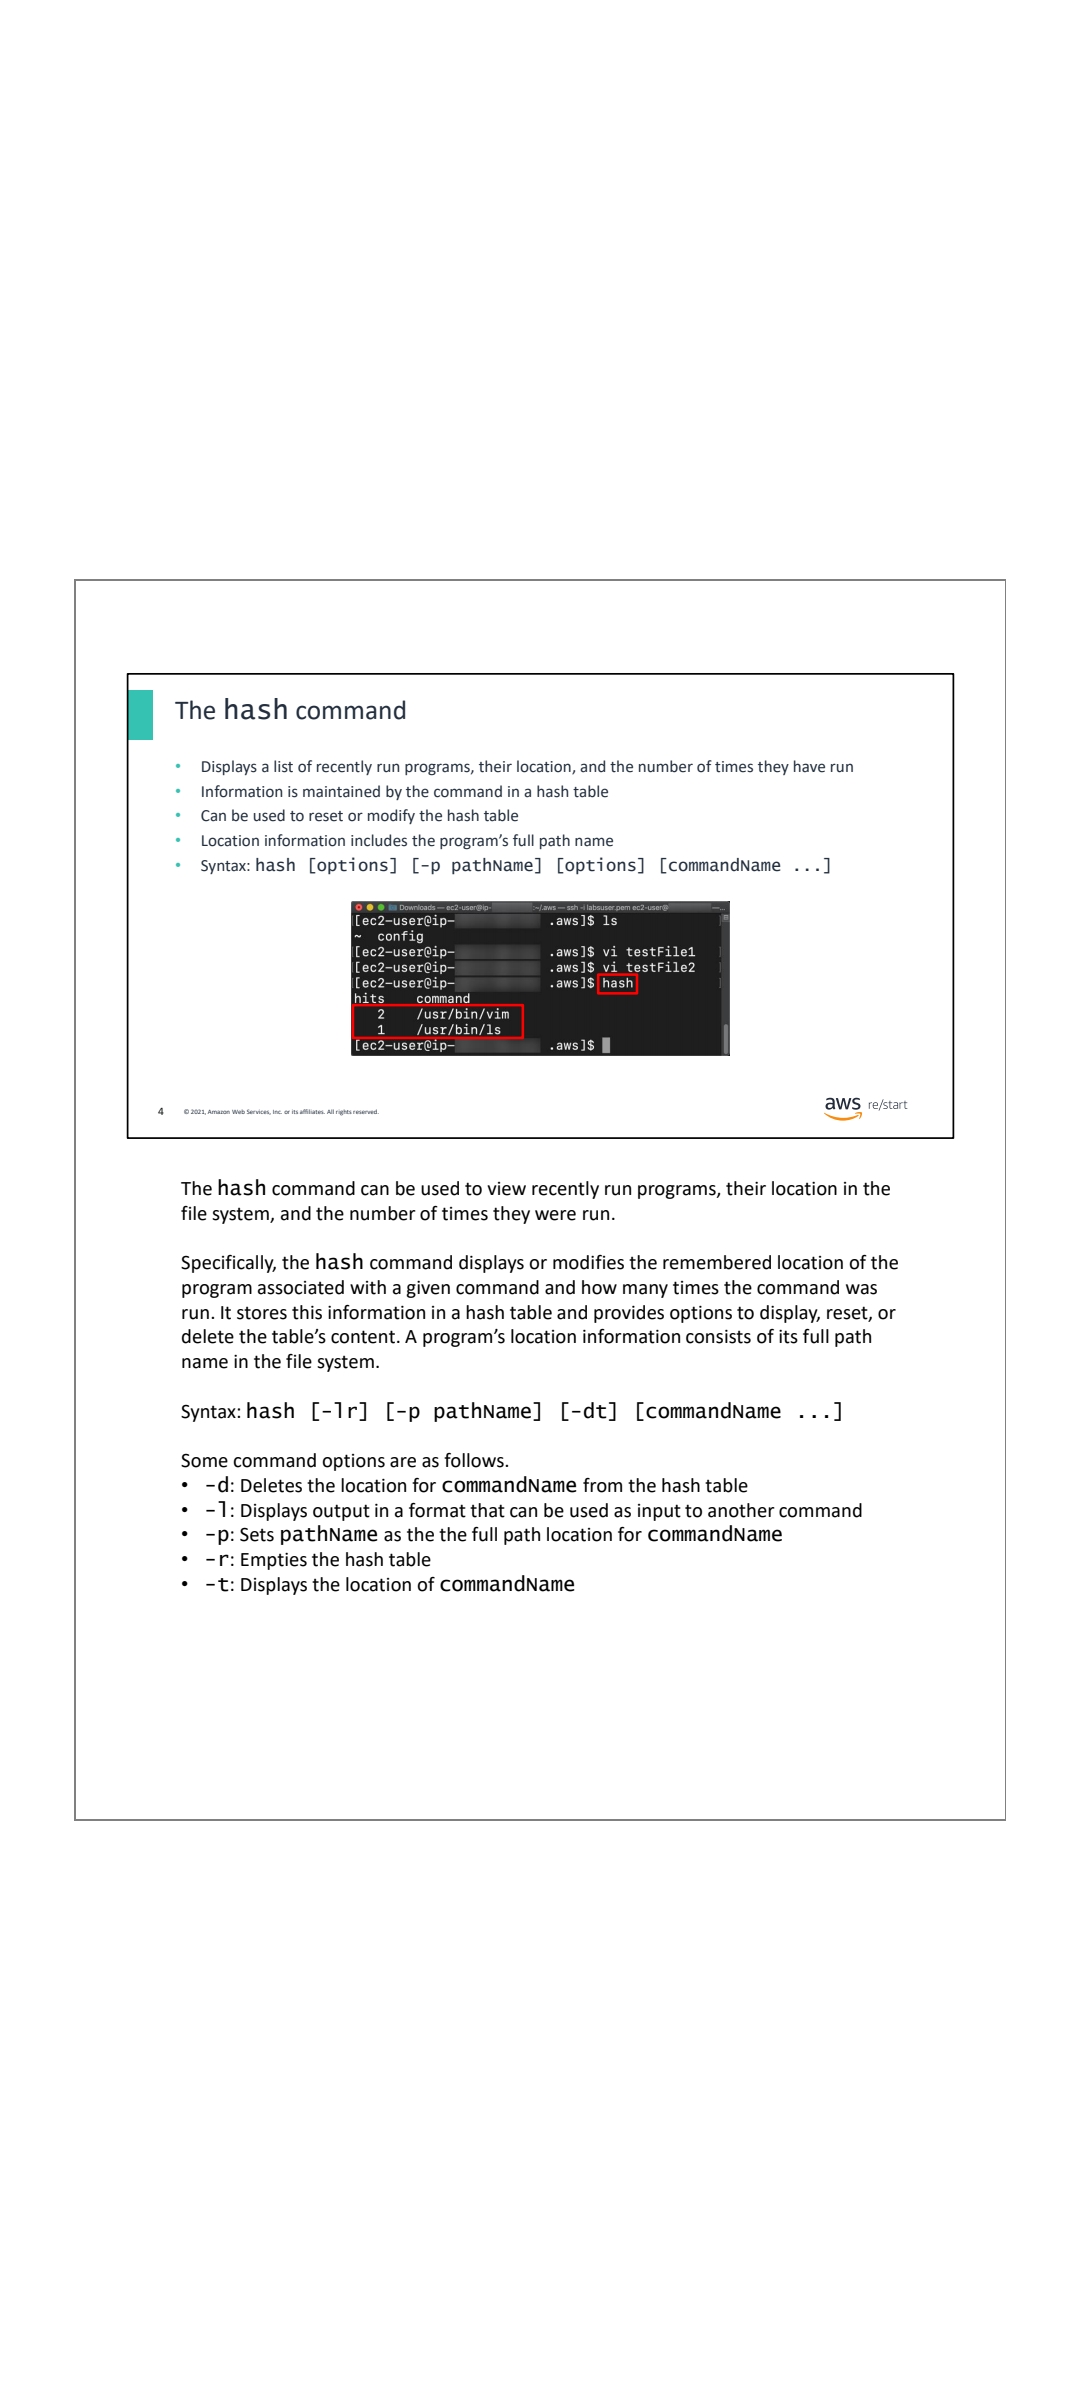 The hash command
• Displays a list of recently run programs, their location, and the number of times they have run
• Information is maintained by the command in a hash table
• Can be used to reset or modify the hash table
• Location information includes the program's full path name
• Syntax: hash [options] [-p pathName] [options] [commandName ...]
Downloads — ec2-user@ip- :~/.aws — ssh -i labsuser.pem ec2-user@ —...
[ec2-user@ip- .aws]$ ls
~ config
[ec2-user@ip- .aws]$ vi testFile1
[ec2-user@ip- .aws]$ vi testFile2
[ec2-user@ip- .aws]$ hash
hits command
2 /usr/bin/vim
1 /usr/bin/ls
[ec2-user@ip- .aws]$
4 © 2021, Amazon Web Services, Inc. or its affiliates. All rights reserved.
aws re/start
The hash command can be used to view recently run programs, their location in the
file system, and the number of times they were run.
Specifically, the hash command displays or modifies the remembered location of the
program associated with a given command and how many times the command was
run. It stores this information in a hash table and provides options to display, reset, or
delete the table's content. A program's location information consists of its full path
name in the file system.
Syntax: hash [-lr] [-p pathName] [-dt] [commandName ...]
Some command options are as follows.
• -d: Deletes the location for commandName from the hash table
• -l: Displays output in a format that can be used as input to another command
• -p: Sets pathName as the the full path location for commandName
• -r: Empties the hash table
• -t: Displays the location of commandName